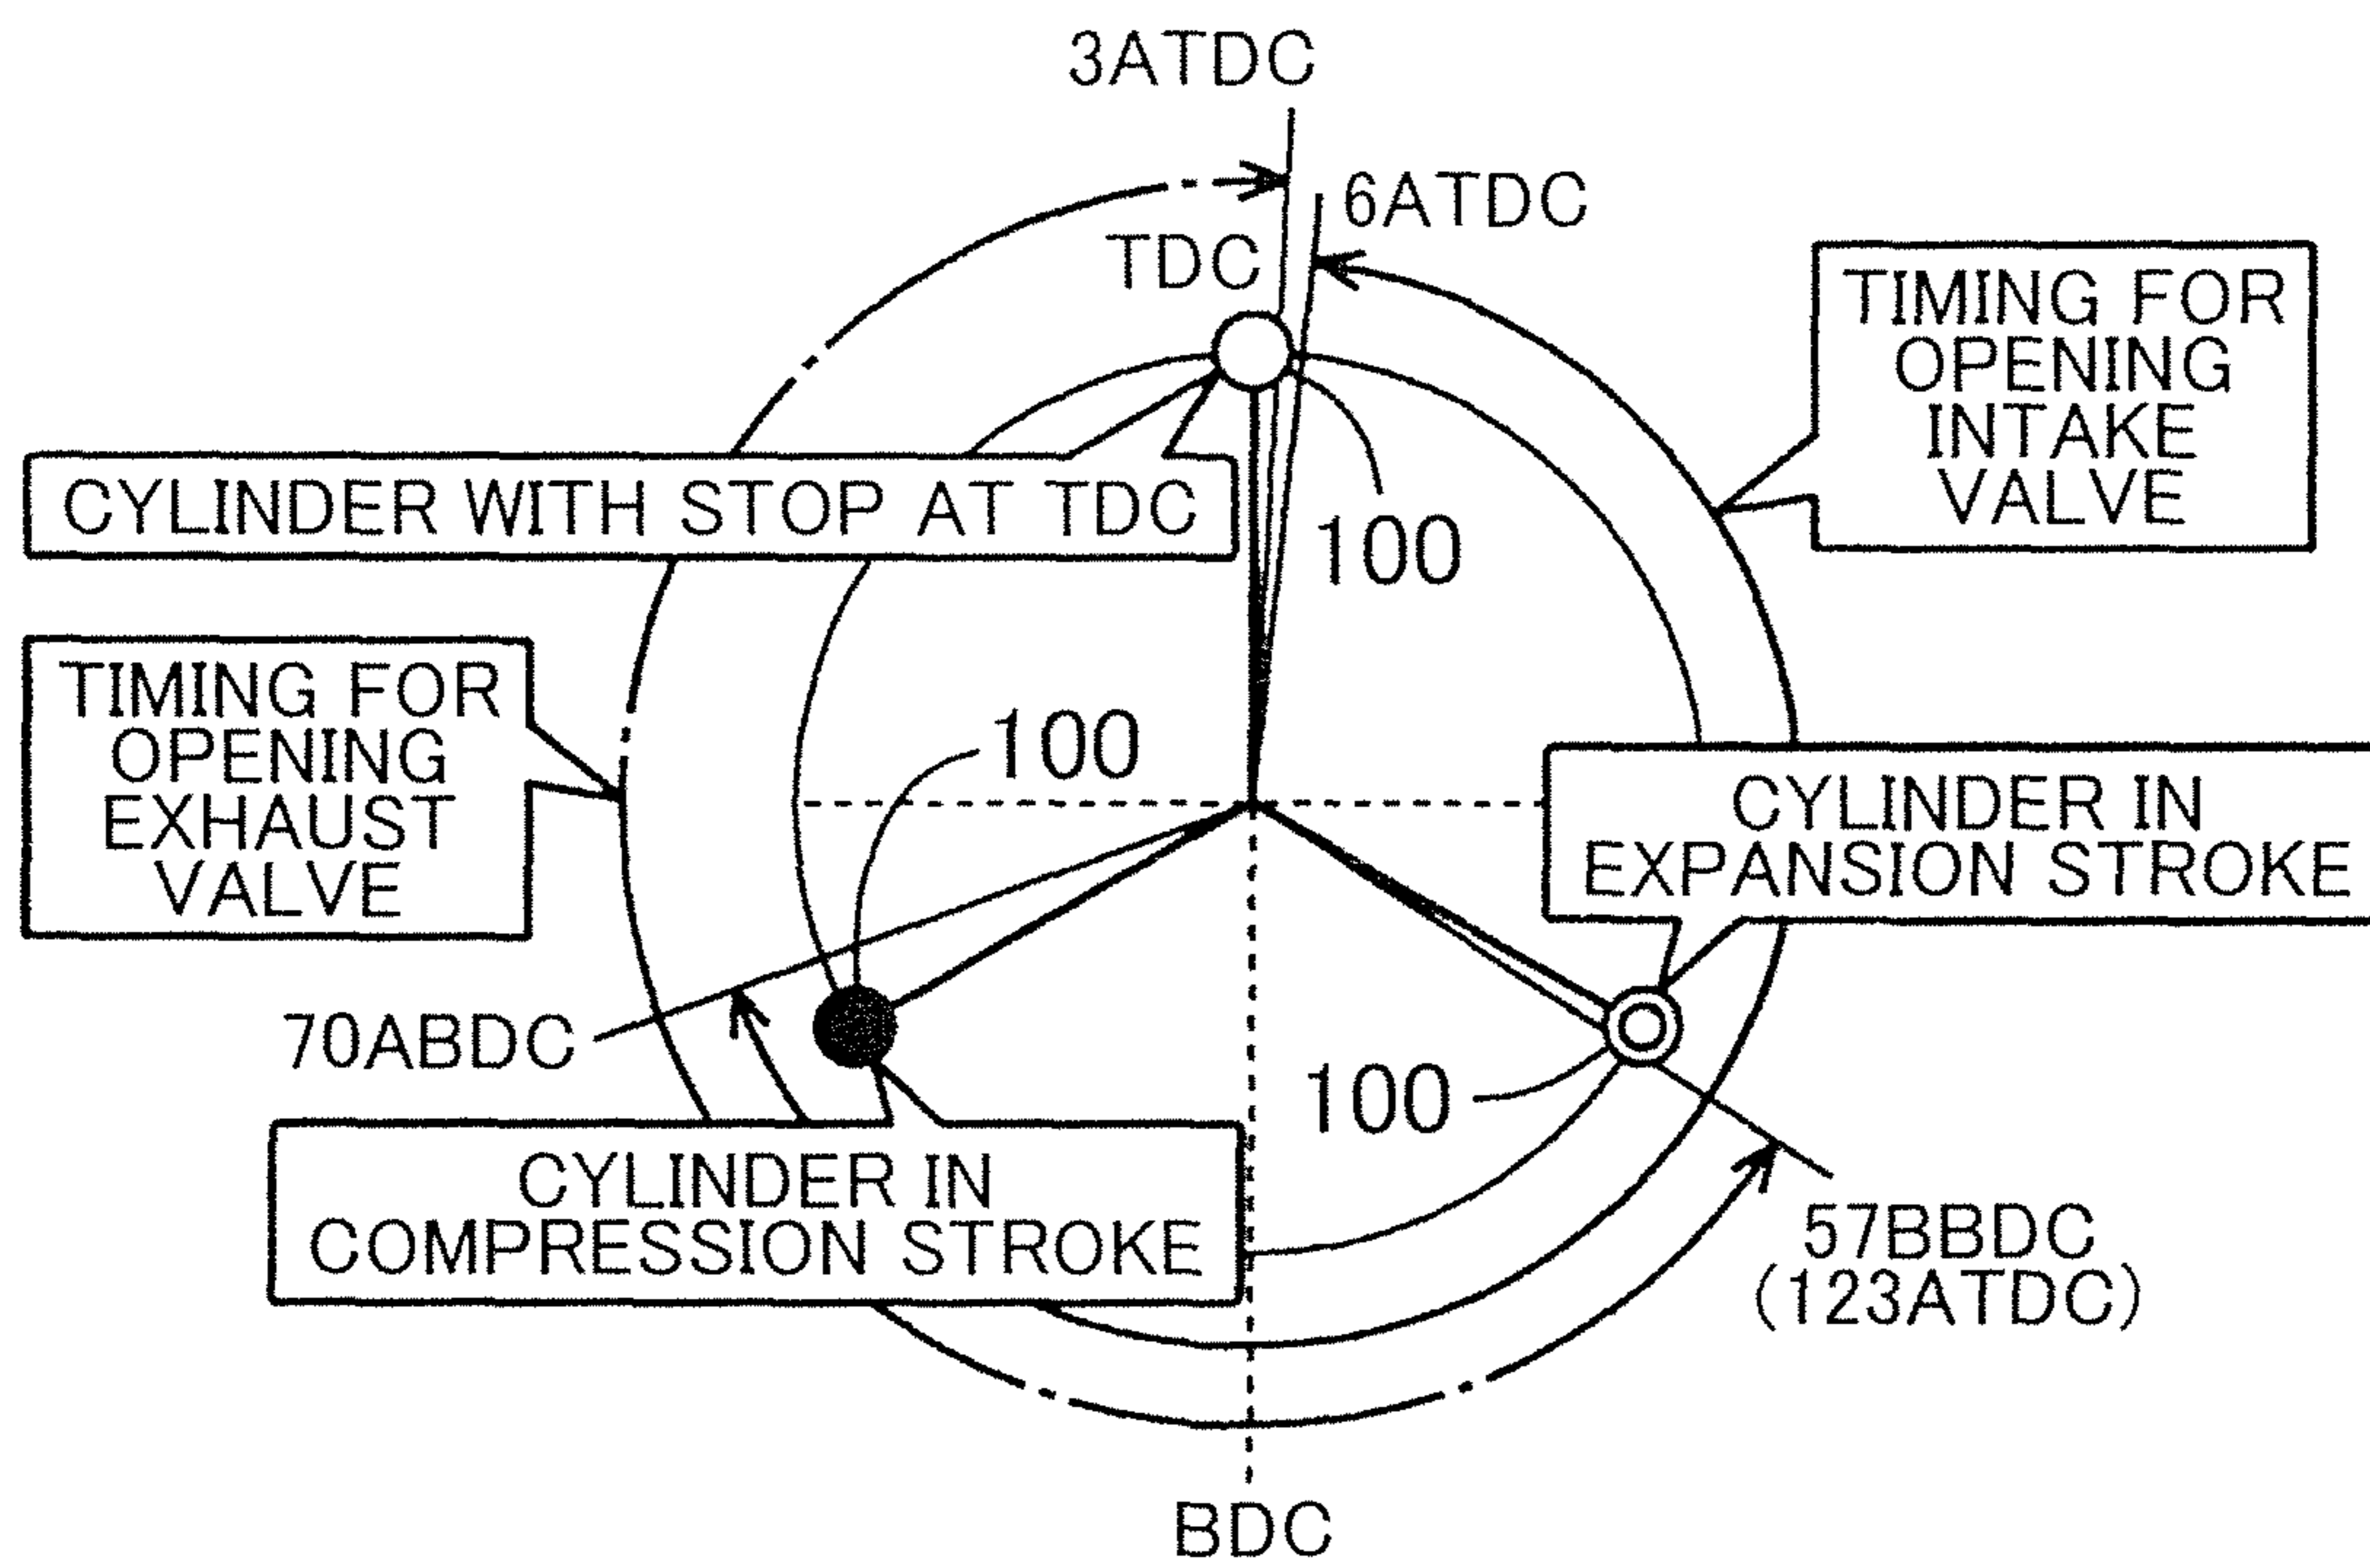 3ATDC
6ATDC
TDC
TIMING FOR
OPENING
INTAKE
VALVE
CYLINDER WITH STOP AT TDC
100
TIMING FOR
OPENING
EXHAUST
VALVE
100
CYLINDER IN
EXPANSION STROKE
70ABDC
100
CYLINDER IN
COMPRESSION STROKE
57BBDC
(123ATDC)
BDC